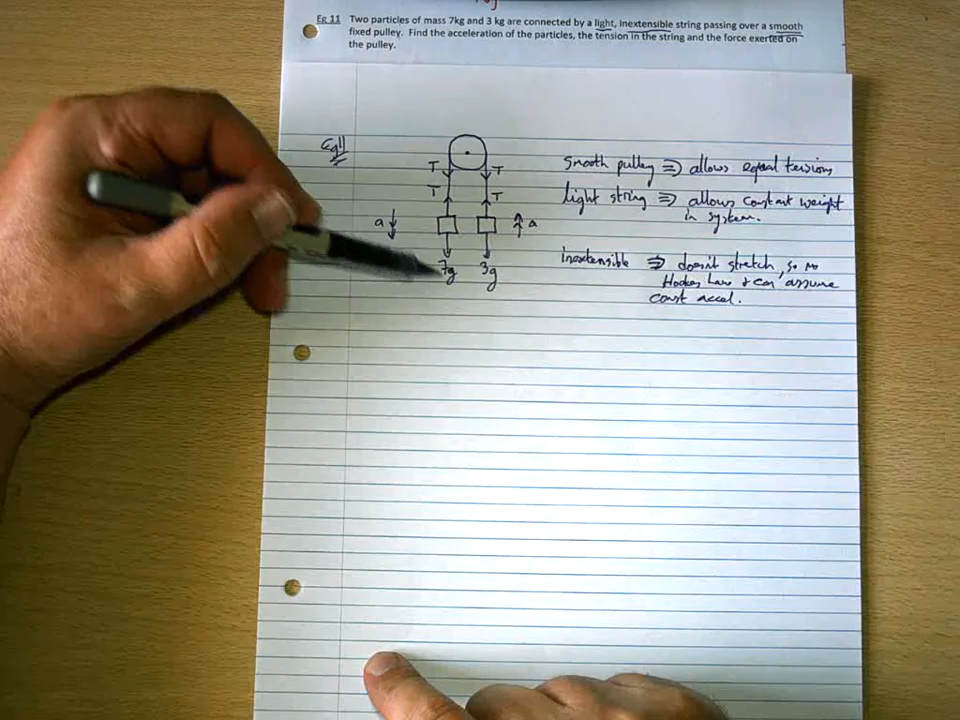 Eg 11 Two particles of mass 7kg and 3 kg are connected by a light, inextensible string passing over a smooth
fixed pulley. Find the acceleration of the particles, the tension in the string and the force exerted on
the pulley.
Eg 11
T T
T T
a a
7g 3g
Smooth pulley ⇒ allows equal tensions
light string ⇒ allows constant weight
in system.
inextensible ⇒ doesn't stretch, so no
Hookes Law & can assume
const accel.